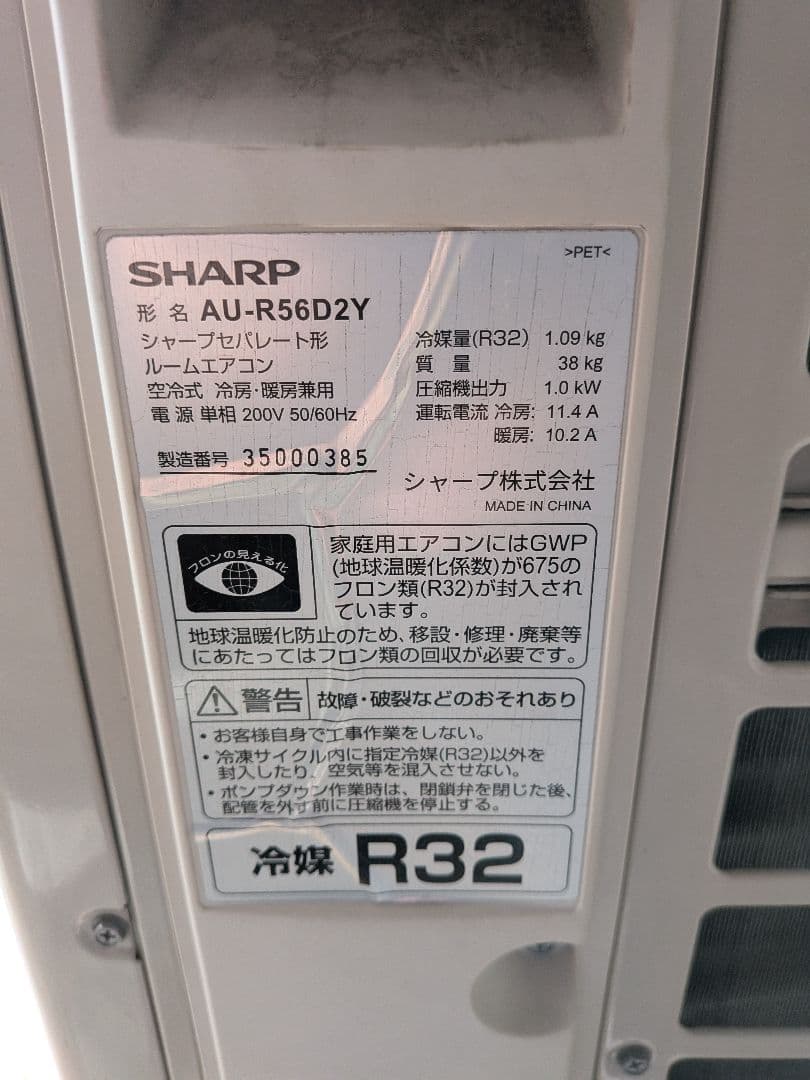 >PET<
SHARP
形 名 AU-R56D2Y
シャープセパレート形
ルームエアコン
空冷式 冷房・暖房兼用
電 源 単相 200V 50/60Hz
製造番号 35000385
冷媒量(R32) 1.09 kg
質 量 38 kg
圧縮機出力 1.0 kW
運転電流 冷房: 11.4 A
暖房: 10.2 A
シャープ株式会社
MADE IN CHINA
フロンの見える化
家庭用エアコンにはGWP
(地球温暖化係数)が675の
フロン類(R32)が封入され
ています。
地球温暖化防止のため、移設・修理・廃棄等
にあたってはフロン類の回収が必要です。
警告 故障・破裂などのおそれあり
・お客様自身で工事作業をしない。
・冷凍サイクル内に指定冷媒(R32)以外を
封入したり、空気等を混入させない。
・ポンプダウン作業時は、閉鎖弁を閉じた後、
配管を外す前に圧縮機を停止する。
冷媒 R32